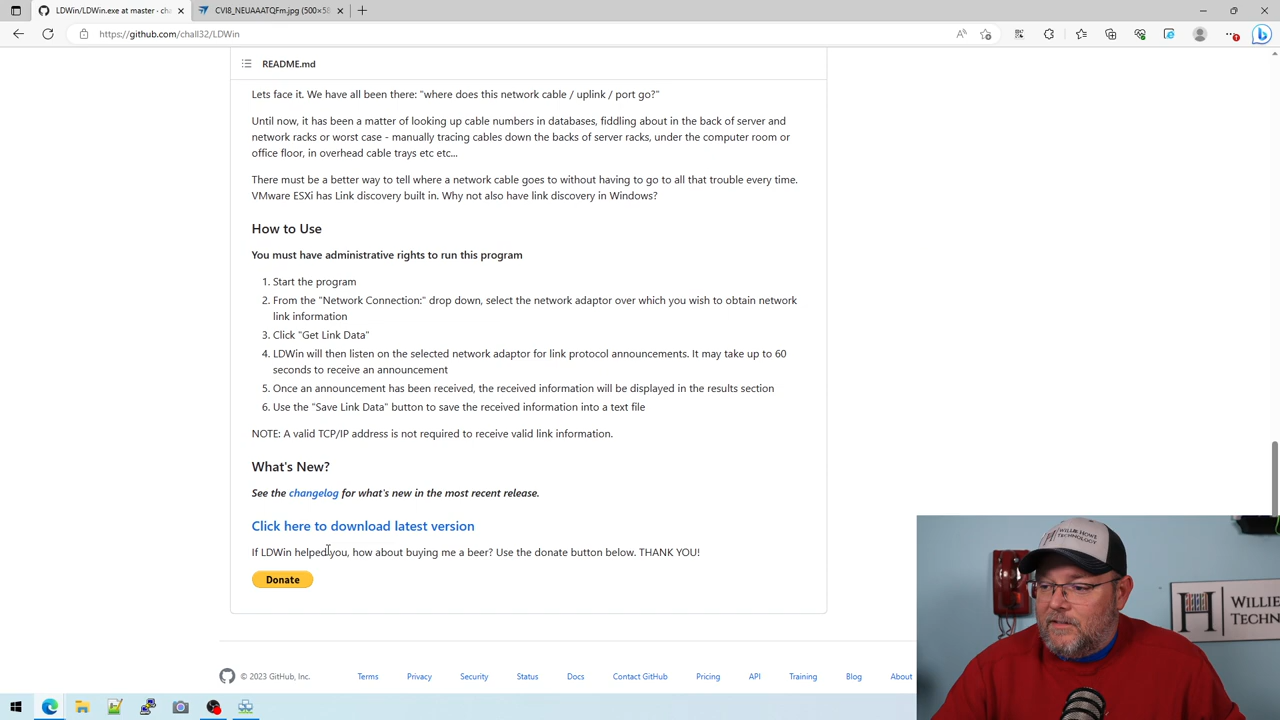 LDWin/LDWin.exe at master · cha
CVI8_NEUAAATQFm.jpg (500×58
https://github.com/chall32/LDWin
README.md
Lets face it. We have all been there: "where does this network cable / uplink / port go?"
Until now, it has been a matter of looking up cable numbers in databases, fiddling about in the back of server and
network racks or worst case - manually tracing cables down the backs of server racks, under the computer room or
office floor, in overhead cable trays etc etc...
There must be a better way to tell where a network cable goes to without having to go to all that trouble every time.
VMware ESXi has Link discovery built in. Why not also have link discovery in Windows?
How to Use
You must have administrative rights to run this program
1. Start the program
2. From the "Network Connection:" drop down, select the network adaptor over which you wish to obtain network
link information
3. Click "Get Link Data"
4. LDWin will then listen on the selected network adaptor for link protocol announcements. It may take up to 60
seconds to receive an announcement
5. Once an announcement has been received, the received information will be displayed in the results section
6. Use the "Save Link Data" button to save the received information into a text file
NOTE: A valid TCP/IP address is not required to receive valid link information.
What's New?
See the changelog for what's new in the most recent release.
Click here to download latest version
If LDWin helped you, how about buying me a beer? Use the donate button below. THANK YOU!
Donate
© 2023 GitHub, Inc.
Terms
Privacy
Security
Status
Docs
Contact GitHub
Pricing
API
Training
Blog
About
WILLIE HOWE
TECHNOLOGY
H
WILLIE
TECHN